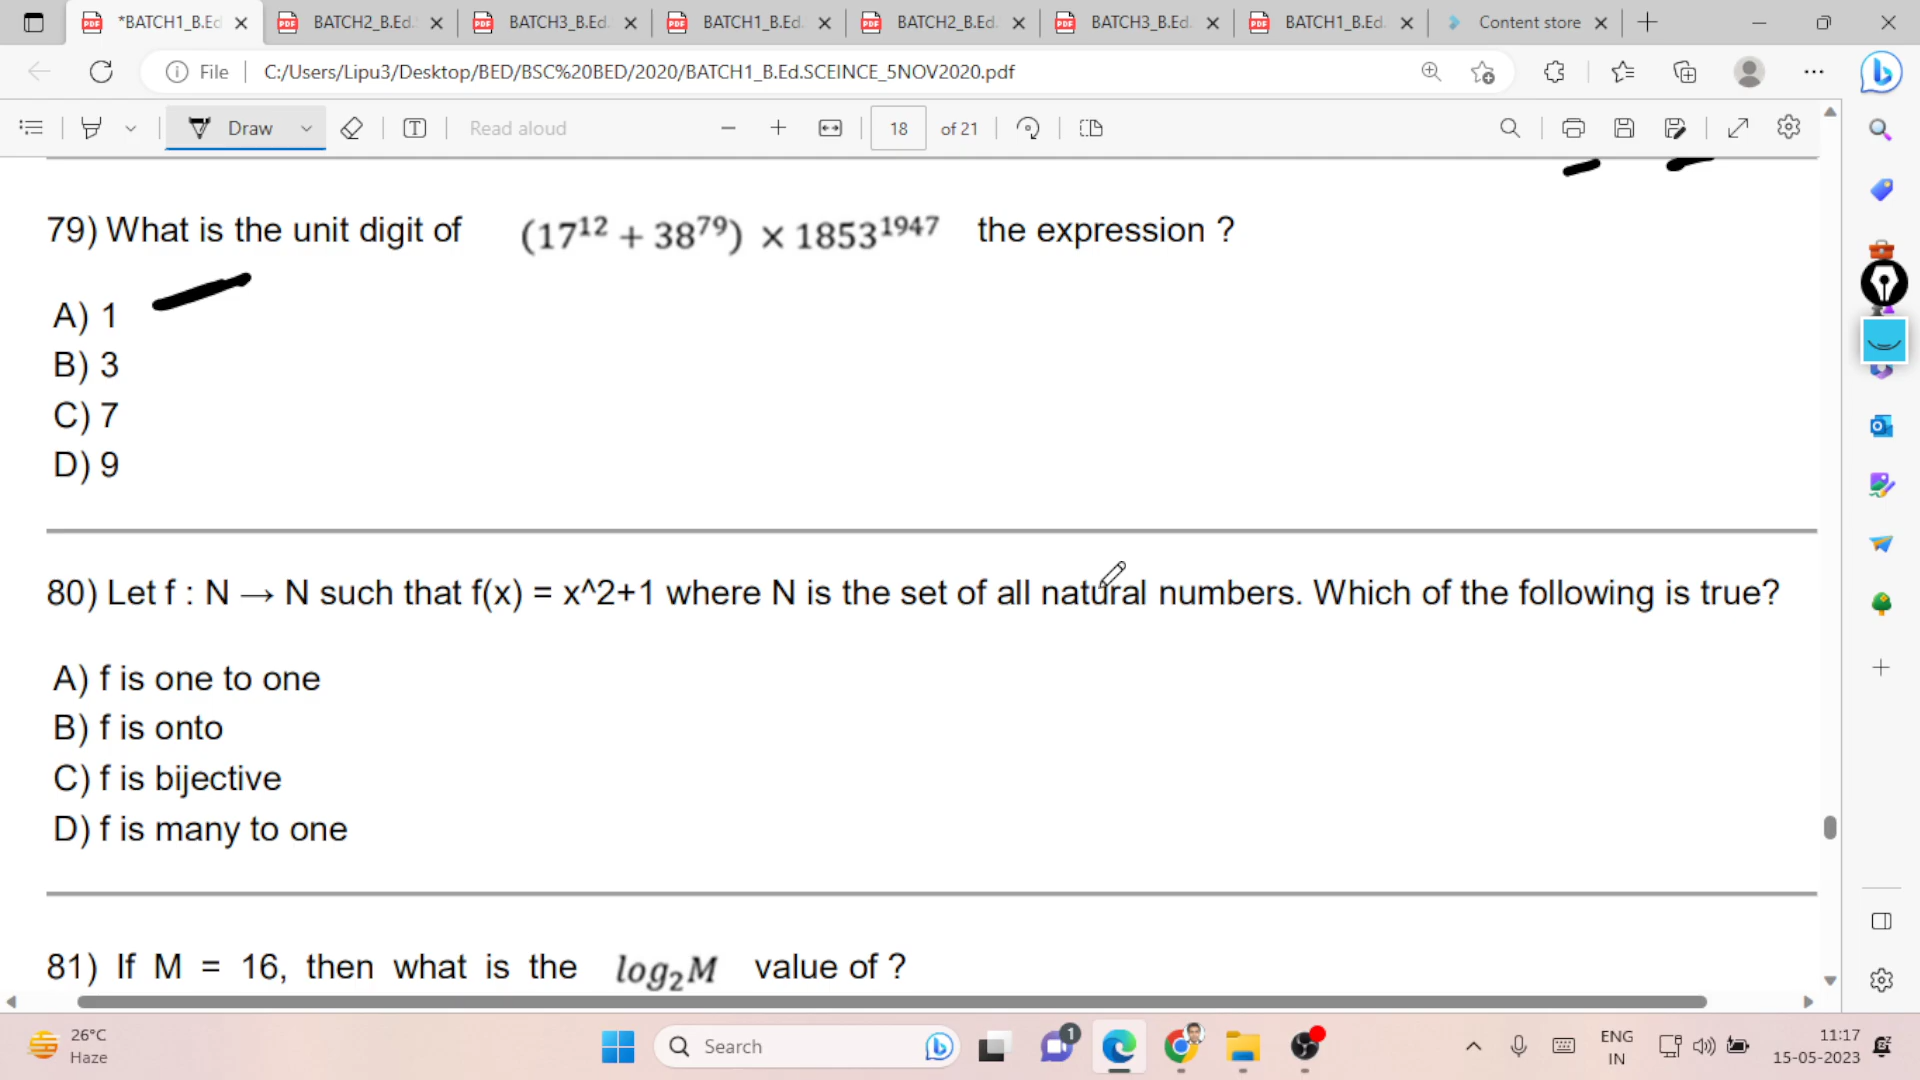 *BATCH1_B.Ed
BATCH2_B.Ed.
BATCH3_B.Ed.
BATCH1_B.Ed.
BATCH2_B.Ed.
BATCH3_B.Ed.
BATCH1_B.Ed.
Content store
File
C:/Users/Lipu3/Desktop/BED/BSC%20BED/2020/BATCH1_B.Ed.SCEINCE_5NOV2020.pdf
Draw
Read aloud
18
of 21
79) What is the unit digit of (17¹² + 38⁷⁹) × 1853¹⁹⁴⁷ the expression ?
A) 1
B) 3
C) 7
D) 9
80) Let f : N → N such that f(x) = x^2+1 where N is the set of all natural numbers. Which of the following is true?
A) f is one to one
B) f is onto
C) f is bijective
D) f is many to one
81) If M = 16, then what is the log₂M value of ?
26°C
Haze
Search
1
ENG
IN
11:17
15-05-2023